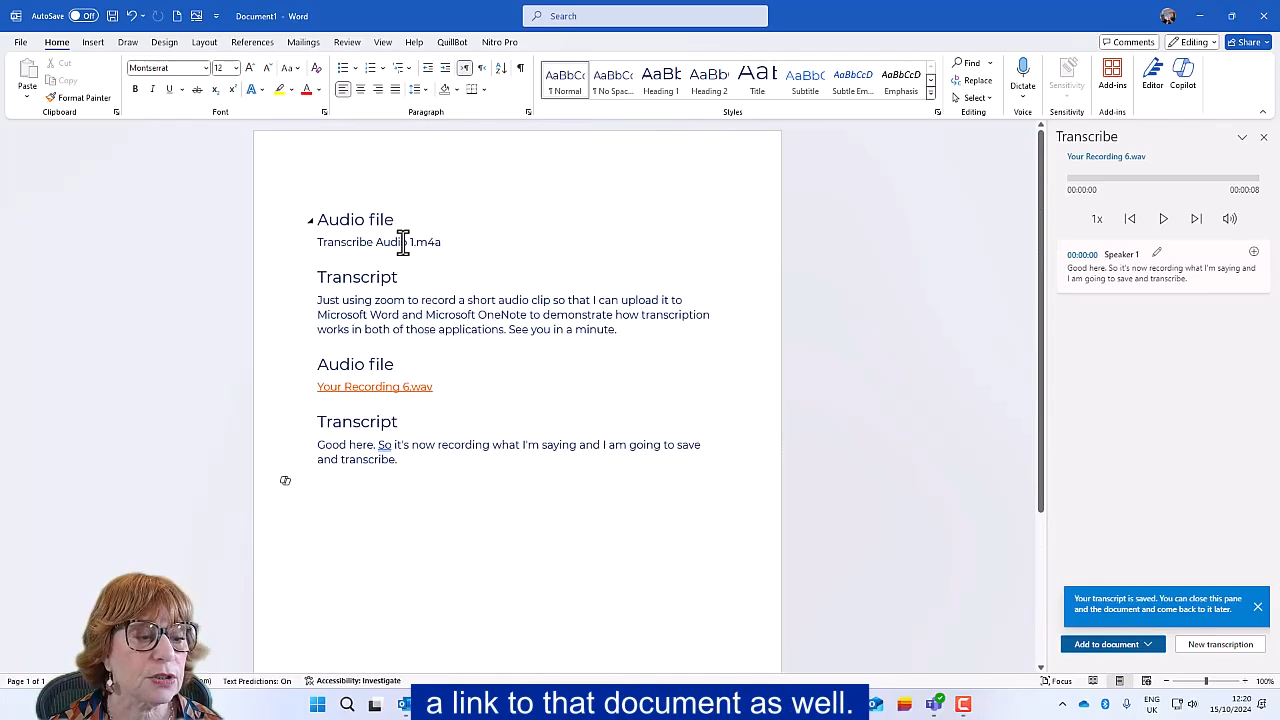 AutoSave Off Document1 - Word Search
File Home Insert Draw Design Layout References Mailings Review View Help QuillBot Nitro Pro Comments Editing Share
Paste Cut Copy Format Painter Montserrat 12 Find Replace Select Dictate Sensitivity Add-ins Editor Copilot
AaBbCc AaBbCc AaBbC AaBbC AaB AaBbC AaBbCcD AaBbCcD
Normal No Spac... Heading 1 Heading 2 Title Subtitle Subtle Em... Emphasis
Clipboard Font Paragraph Styles Editing Voice Sensitivity Add-ins
Audio file
Transcribe Audio 1.m4a
Transcript
Just using zoom to record a short audio clip so that I can upload it to
Microsoft Word and Microsoft OneNote to demonstrate how transcription
works in both of those applications. See you in a minute.
Audio file
Your Recording 6.wav
Transcript
Good here. So it's now recording what I'm saying and I am going to save
and transcribe.
Transcribe
Your Recording 6.wav
00:00:00 00:00:08
1x
00:00:00 Speaker 1
Good here. So it's now recording what I'm saying and
I am going to save and transcribe.
Your transcript is saved. You can close this pane
and the document and come back to it later.
Add to document New transcription
Page 1 of 1 Text Predictions: On Accessibility: Investigate Focus 100%
a link to that document as well.
ENG
UK
12:20
15/10/2024